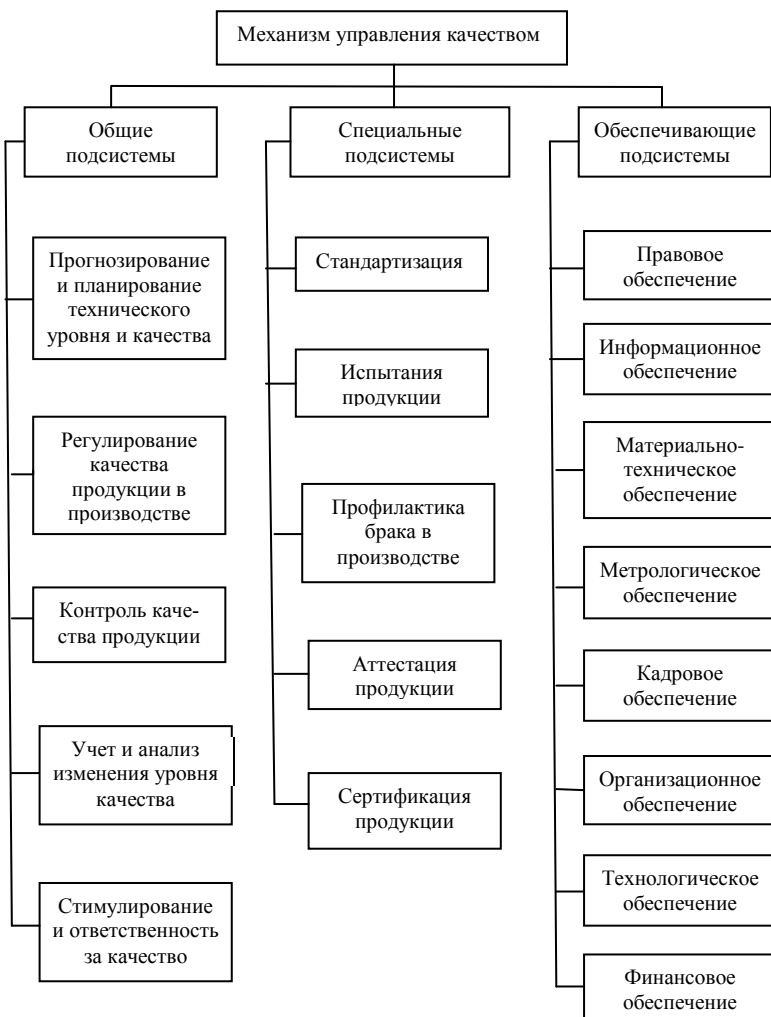 Механизм управления качеством
Общие
подсистемы
Прогнозирование
и планирование
технического
уровня и качества
Регулирование
качества
продукции в
производстве
Контроль каче-
ства продукции
Учет и анализ
изменения уровня
качества
Стимулирование
и ответственность
за качество
Специальные
подсистемы
Стандартизация
Испытания
продукции
Профилактика
брака в
производстве
Аттестация
продукции
Сертификация
продукции
Обеспечивающие
подсистемы
Правовое
обеспечение
Информационное
обеспечение
Материально-
техническое
обеспечение
Метрологическое
обеспечение
Кадровое
обеспечение
Организационное
обеспечение
Технологическое
обеспечение
Финансовое
обеспечение